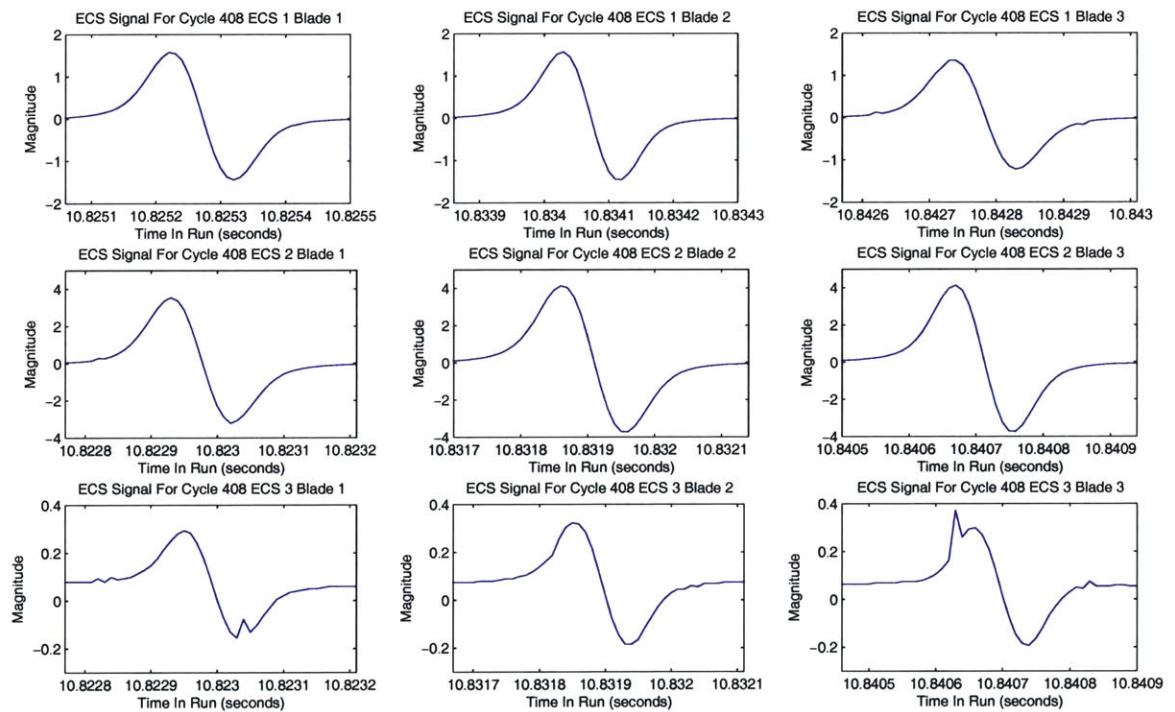 ECS Signal For Cycle 408 ECS 1 Blade 1
2
1
0
−1
−2
Magnitude
10.8251 10.8252 10.8253 10.8254 10.8255
Time In Run (seconds)
ECS Signal For Cycle 408 ECS 1 Blade 2
2
1
0
−1
−2
Magnitude
10.8339 10.834 10.8341 10.8342 10.8343
Time In Run (seconds)
ECS Signal For Cycle 408 ECS 1 Blade 3
2
1
0
−1
−2
Magnitude
10.8426 10.8427 10.8428 10.8429 10.843
Time In Run (seconds)
ECS Signal For Cycle 408 ECS 2 Blade 1
4
2
0
−2
−4
Magnitude
10.8228 10.8229 10.823 10.8231 10.8232
Time In Run (seconds)
ECS Signal For Cycle 408 ECS 2 Blade 2
4
2
0
−2
−4
Magnitude
10.8317 10.8318 10.8319 10.832 10.8321
Time In Run (seconds)
ECS Signal For Cycle 408 ECS 2 Blade 3
4
2
0
−2
−4
Magnitude
10.8405 10.8406 10.8407 10.8408 10.8409
Time In Run (seconds)
ECS Signal For Cycle 408 ECS 3 Blade 1
0.4
0.2
0
−0.2
Magnitude
10.8228 10.8229 10.823 10.8231 10.8232
Time In Run (seconds)
ECS Signal For Cycle 408 ECS 3 Blade 2
0.4
0.2
0
−0.2
Magnitude
10.8317 10.8318 10.8319 10.832 10.8321
Time In Run (seconds)
ECS Signal For Cycle 408 ECS 3 Blade 3
0.4
0.2
0
−0.2
Magnitude
10.8405 10.8406 10.8407 10.8408 10.8409
Time In Run (seconds)